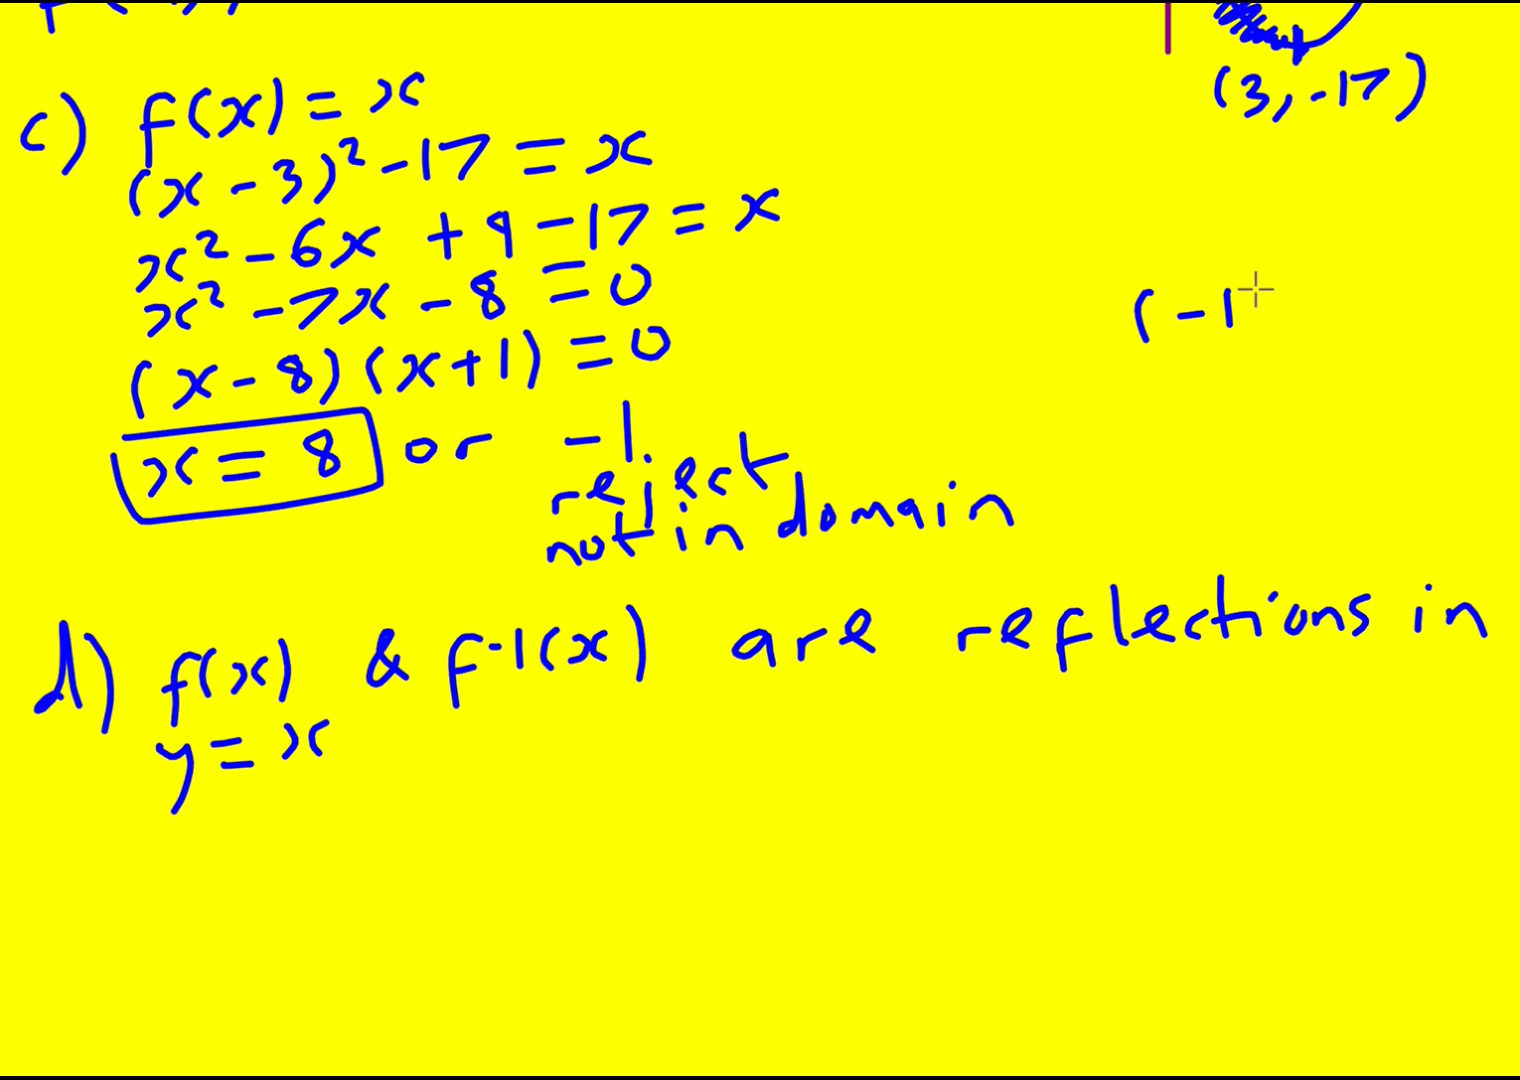 (3, -17)
c) f(x) = x
(x - 3)² - 17 = x
x² - 6x + 9 - 17 = x
x² - 7x - 8 = 0
(x - 8)(x + 1) = 0
x = 8 or -1
reject
not in domain
(-1
d) f(x) & f-1(x) are reflections in
y = x